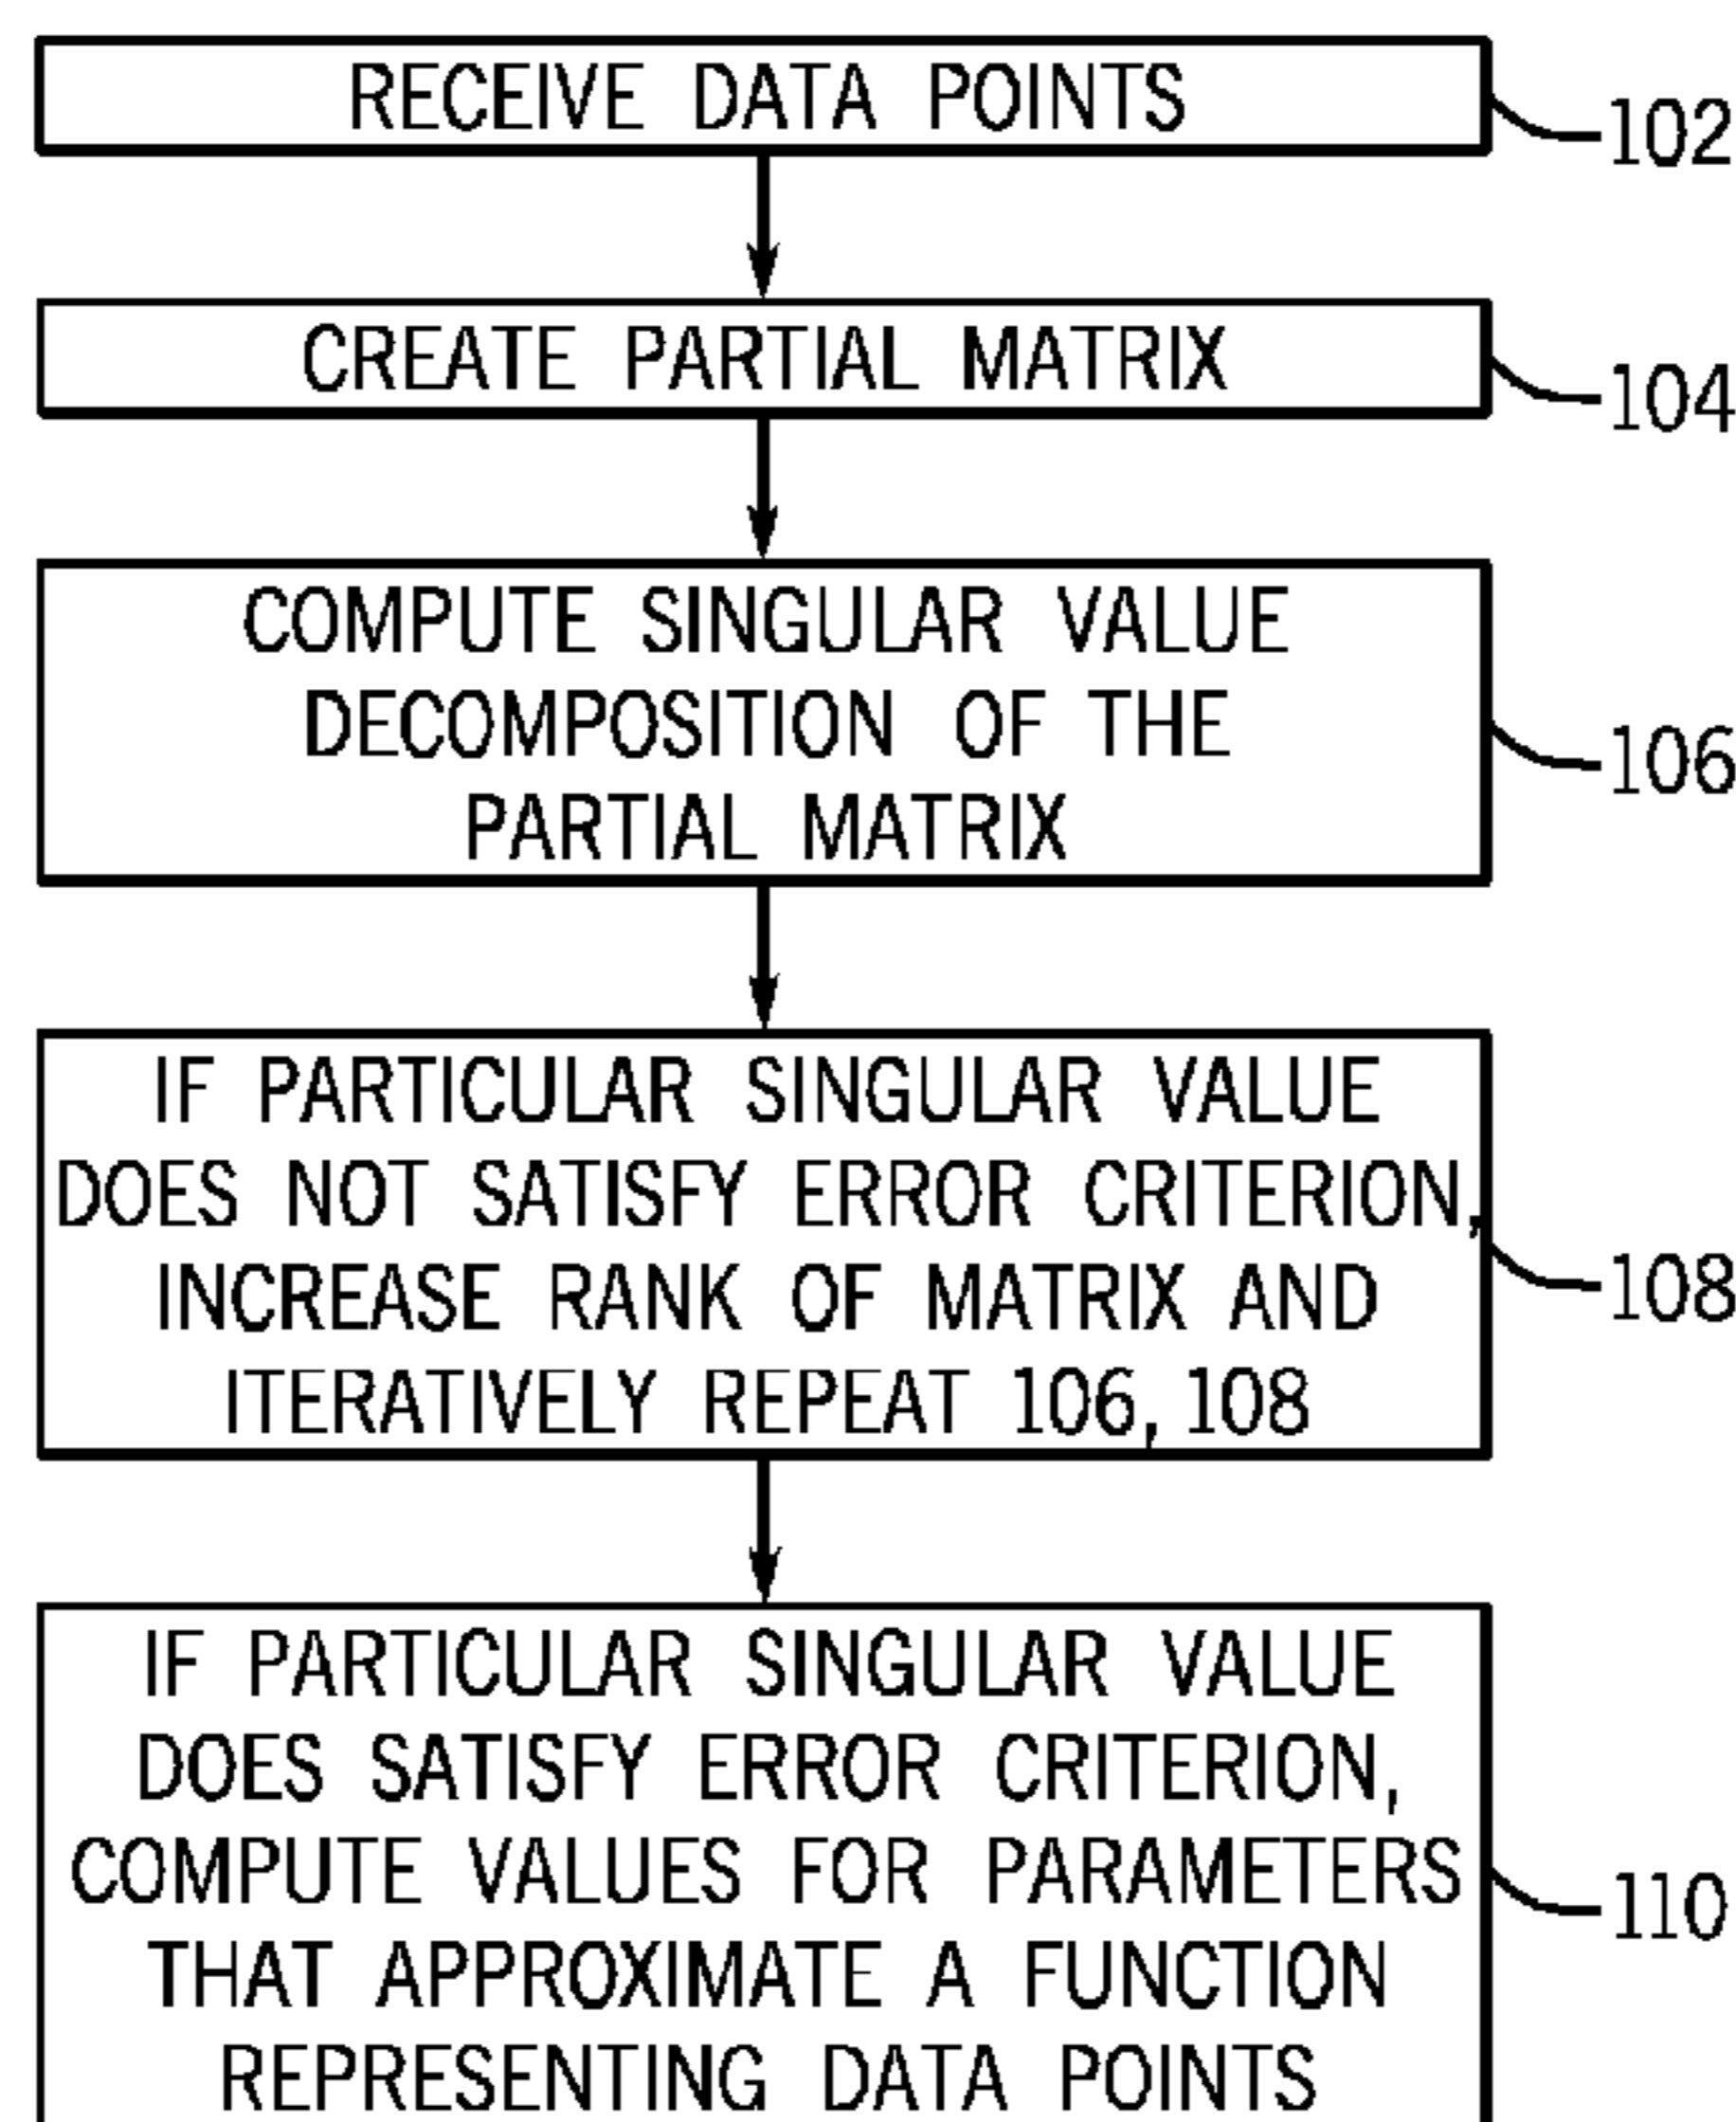 RECEIVE DATA POINTS
102
CREATE PARTIAL MATRIX
104
COMPUTE SINGULAR VALUE
DECOMPOSITION OF THE
PARTIAL MATRIX
106
IF PARTICULAR SINGULAR VALUE
DOES NOT SATISFY ERROR CRITERION,
INCREASE RANK OF MATRIX AND
ITERATIVELY REPEAT 106, 108
108
IF PARTICULAR SINGULAR VALUE
DOES SATISFY ERROR CRITERION,
COMPUTE VALUES FOR PARAMETERS
THAT APPROXIMATE A FUNCTION
REPRESENTING DATA POINTS
110